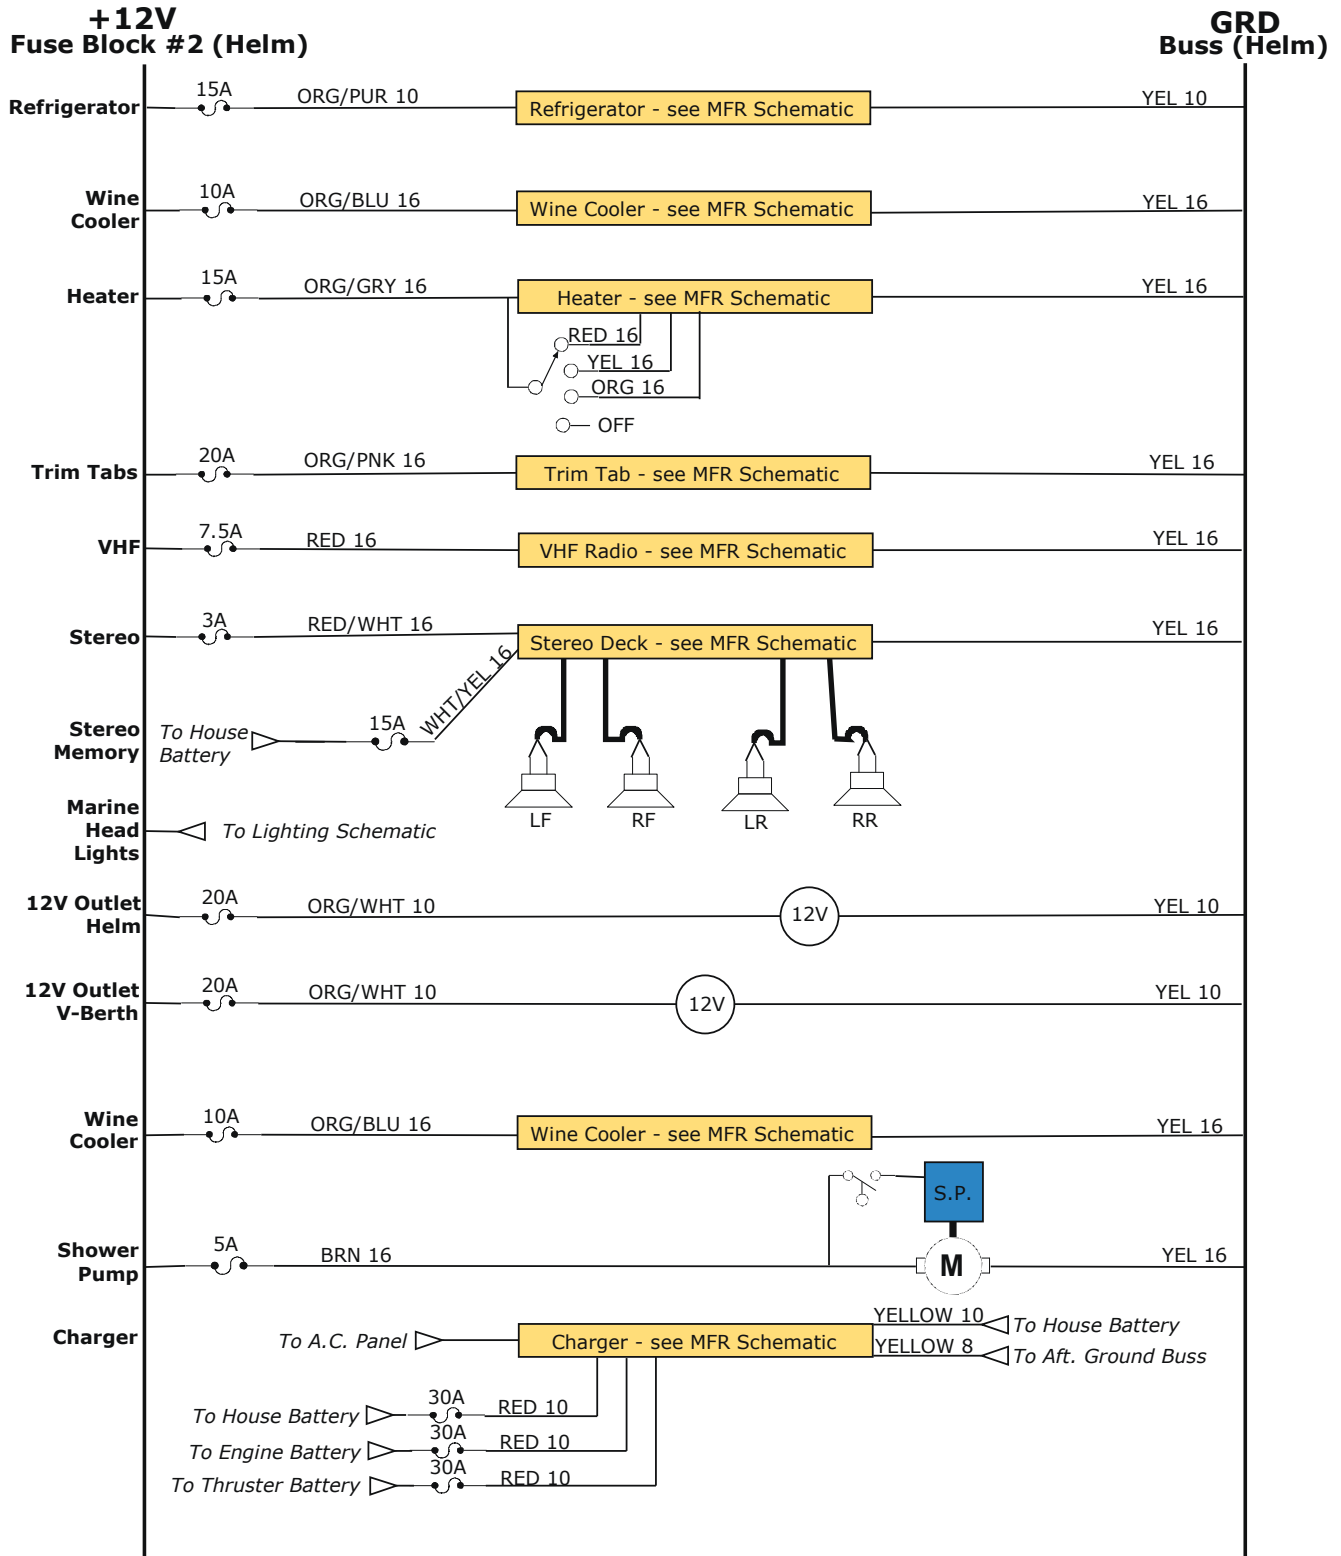 +12V
Fuse Block #2 (Helm)
GRD
Buss (Helm)
Refrigerator
15A
ORG/PUR 10
Refrigerator - see MFR Schematic
YEL 10
Wine
Cooler
10A
ORG/BLU 16
Wine Cooler - see MFR Schematic
YEL 16
Heater
15A
ORG/GRY 16
Heater - see MFR Schematic
YEL 16
RED 16
YEL 16
ORG 16
OFF
Trim Tabs
20A
ORG/PNK 16
Trim Tab - see MFR Schematic
YEL 16
VHF
7.5A
RED 16
VHF Radio - see MFR Schematic
YEL 16
Stereo
3A
RED/WHT 16
Stereo Deck - see MFR Schematic
YEL 16
WHT/YEL 16
Stereo
Memory
To House
Battery
15A
LF
RF
LR
RR
Marine
Head
Lights
To Lighting Schematic
12V Outlet
Helm
20A
ORG/WHT 10
12V
YEL 10
12V Outlet
V-Berth
20A
ORG/WHT 10
12V
YEL 10
Wine
Cooler
10A
ORG/BLU 16
Wine Cooler - see MFR Schematic
YEL 16
S.P.
Shower
Pump
5A
BRN 16
M
YEL 16
Charger
To A.C. Panel
Charger - see MFR Schematic
YELLOW 10
To House Battery
YELLOW 8
To Aft. Ground Buss
To House Battery
30A
RED 10
To Engine Battery
30A
RED 10
To Thruster Battery
30A
RED 10